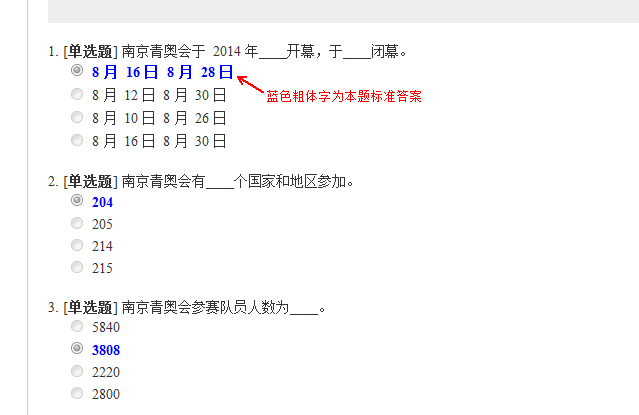 1. [单选题] 南京青奥会于 2014 年____开幕，于____闭幕。
8 月 16 日 8 月 28 日
8 月 12 日 8 月 30 日
蓝色粗体字为本题标准答案
8 月 10 日 8 月 26 日
8 月 16 日 8 月 30 日
2. [单选题] 南京青奥会有____个国家和地区参加。
204
205
214
215
3. [单选题] 南京青奥会参赛队员人数为____。
5840
3808
2220
2800